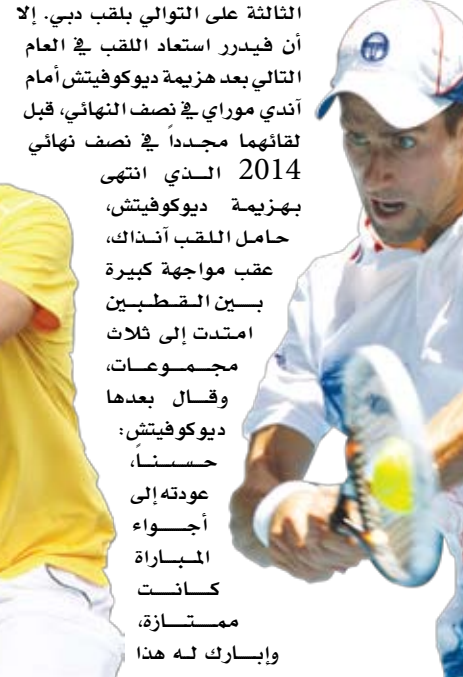 الثالثة على التوالي بلقب دبي. إلا
أن فيدرر استعاد اللقب في العام
التالي بعد هزيمة ديوكوفيتش أمام
آندي موراي في نصف النهائي، قبل
لقائهما مجدداً في نصف نهائي
2014 الذي انتهى
بهزيمة ديوكوفيتش،
حامل اللقب آنذاك،
عقب مواجهة كبيرة
بين القطبين
امتدت إلى ثلاث
مجموعات،
وقال بعدها
ديوكوفيتش:
حسناً،
عودته إلى
أجواء
المباراة
كانت
ممتازة،
وإبارك له هذا